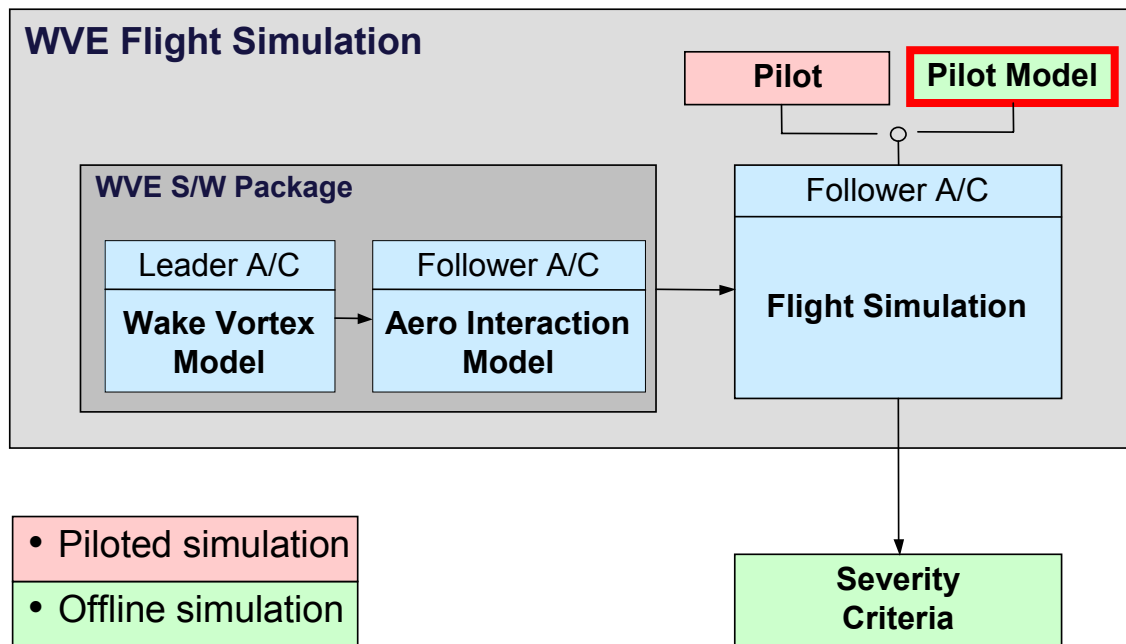 WVE Flight Simulation
Pilot
Pilot Model
WVE S/W Package
Follower A/C
Leader A/C
Follower A/C
Wake Vortex
Model
Aero Interaction
Model
Flight Simulation
• Piloted simulation
• Offline simulation
Severity
Criteria